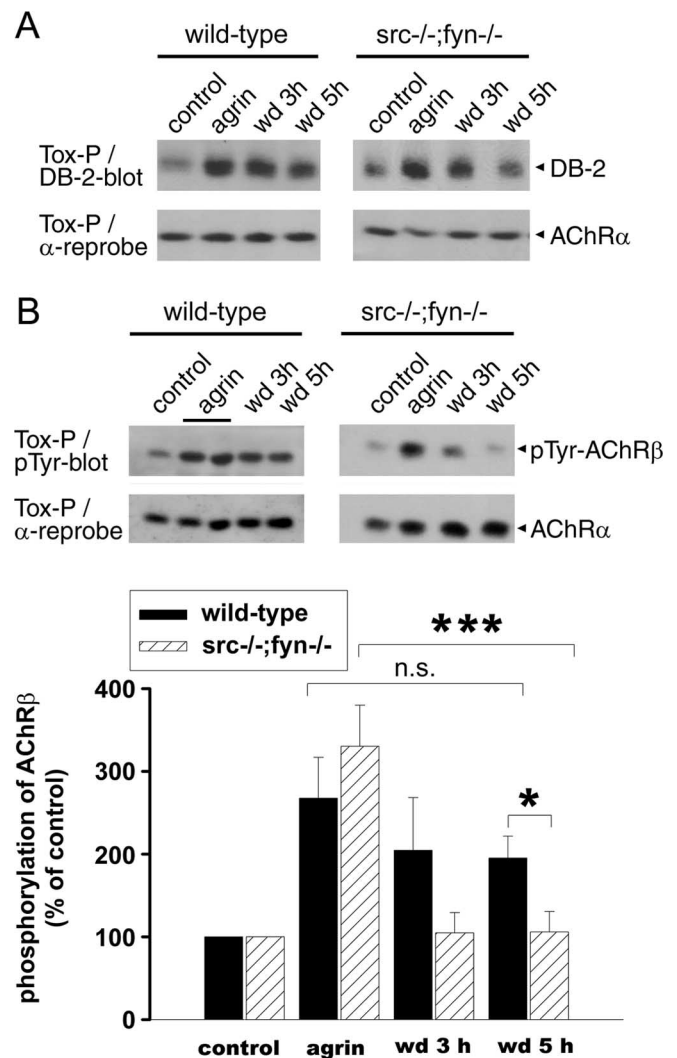 A
wild-type
src-/-;fyn-/-
control
agrin
wd 3h
wd 5h
control
agrin
wd 3h
wd 5h
Tox-P /
DB-2-blot
DB-2
Tox-P /
α-reprobe
AChRα
B
wild-type
src-/-;fyn-/-
control
agrin
wd 3h
wd 5h
control
agrin
wd 3h
wd 5h
Tox-P /
pTyr-blot
pTyr-AChRβ
Tox-P /
α-reprobe
AChRα
wild-type
src-/-;fyn-/-
***
n.s.
*
phosphorylation of AChRβ
(% of control)
400
300
200
100
0
control
agrin
wd 3 h
wd 5 h